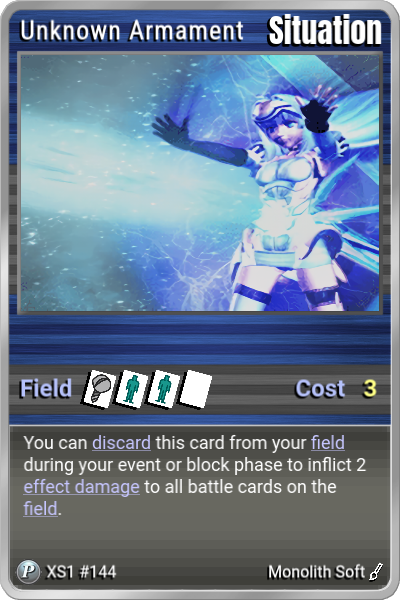 Unknown Armament Situation
Field Cost 3
You can discard this card from your field
during your event or block phase to inflict 2
effect damage to all battle cards on the
field.
P XS1 #144 Monolith Soft